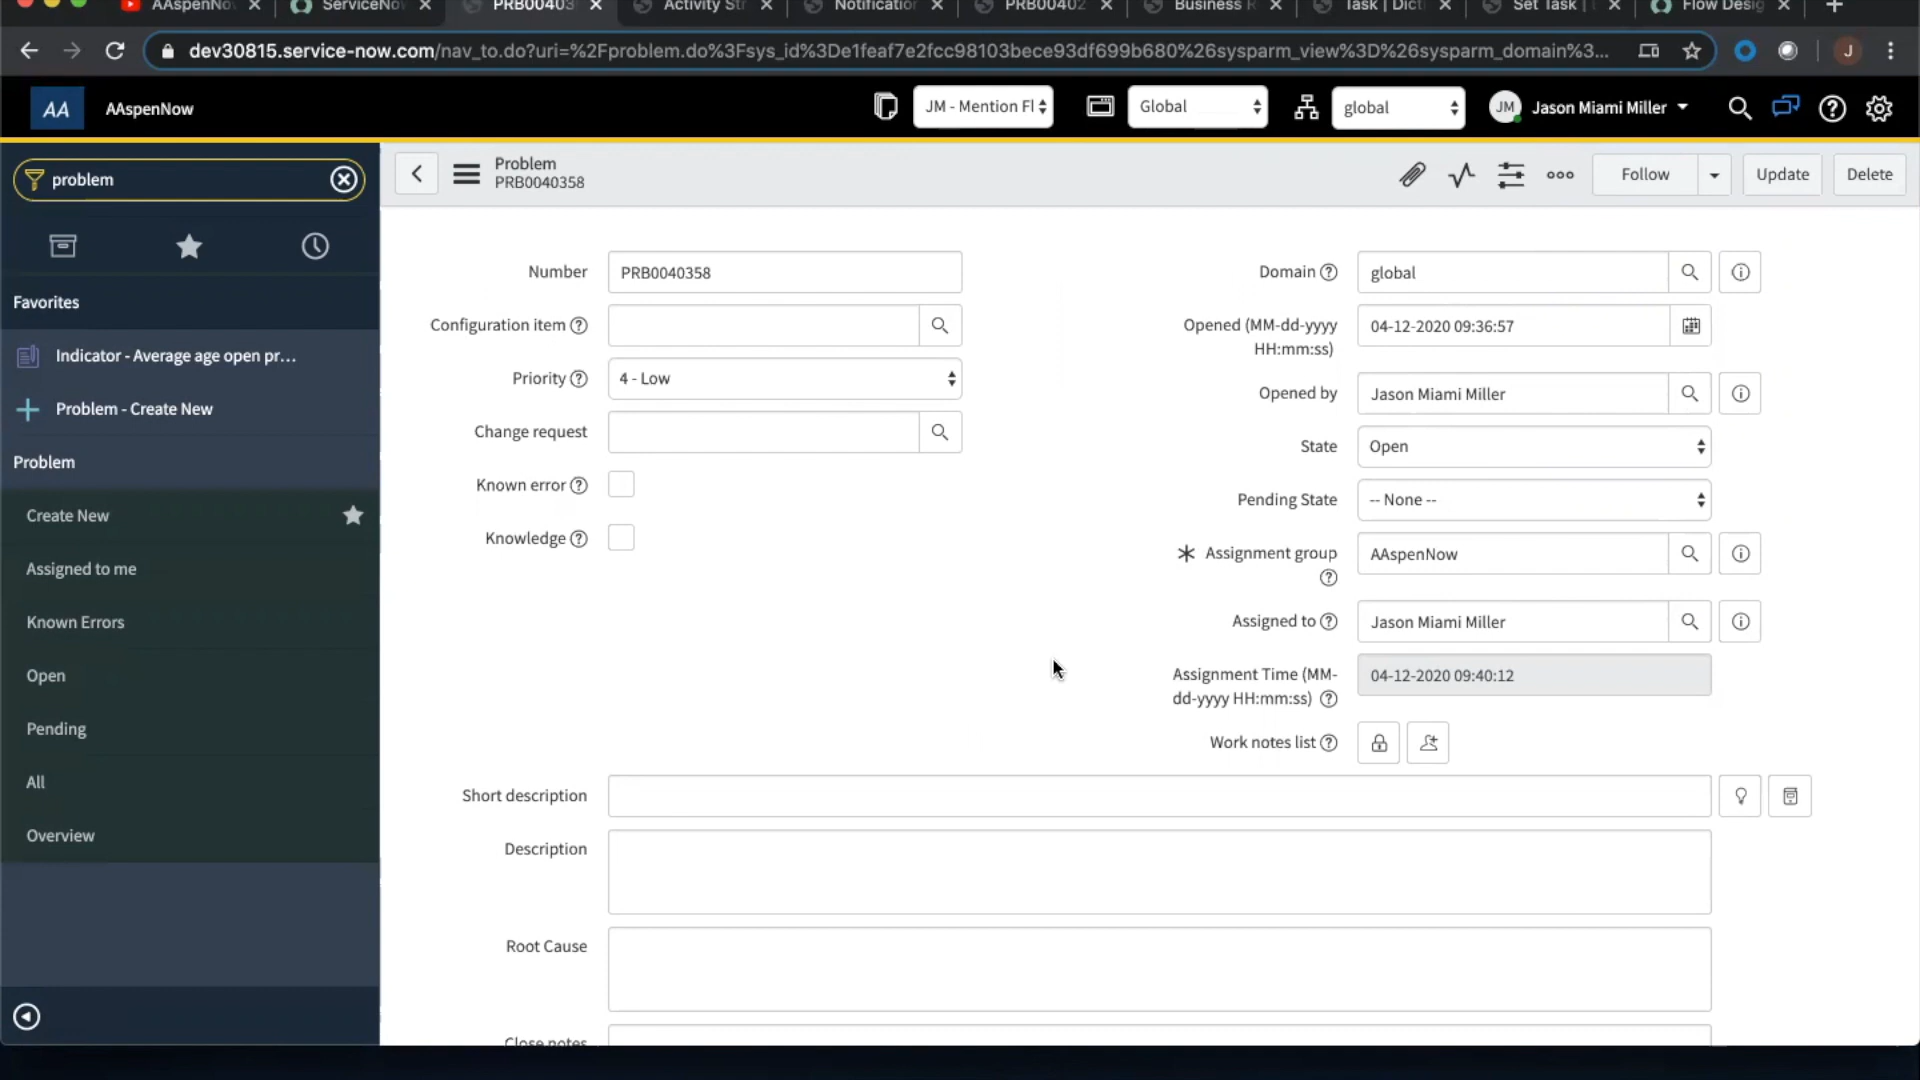 AAspenNo
ServiceNo
PRB00403
Activity Str
Notification
PRB00402
Business R
Task | Dict
Set Task |
Flow Desig
dev30815.service-now.com/nav_to.do?uri=%2Fproblem.do%3Fsys_id%3De1feaf7e2fcc98103bece93df699b680%26sysparm_view%3D%26sysparm_domain%3...
J
AA
AAspenNow
JM - Mention Fl
Global
global
JM
Jason Miami Miller
problem
Problem
PRB0040358
Follow
Update
Delete
Favorites
Indicator - Average age open pr...
Problem - Create New
Problem
Create New
Assigned to me
Known Errors
Open
Pending
All
Overview
Number
PRB0040358
Configuration item
Priority
4 - Low
Change request
Known error
Knowledge
Domain
global
Opened (MM-dd-yyyy
HH:mm:ss)
04-12-2020 09:36:57
Opened by
Jason Miami Miller
State
Open
Pending State
-- None --
Assignment group
AAspenNow
Assigned to
Jason Miami Miller
Assignment Time (MM-
dd-yyyy HH:mm:ss)
04-12-2020 09:40:12
Work notes list
Short description
Description
Root Cause
Close notes